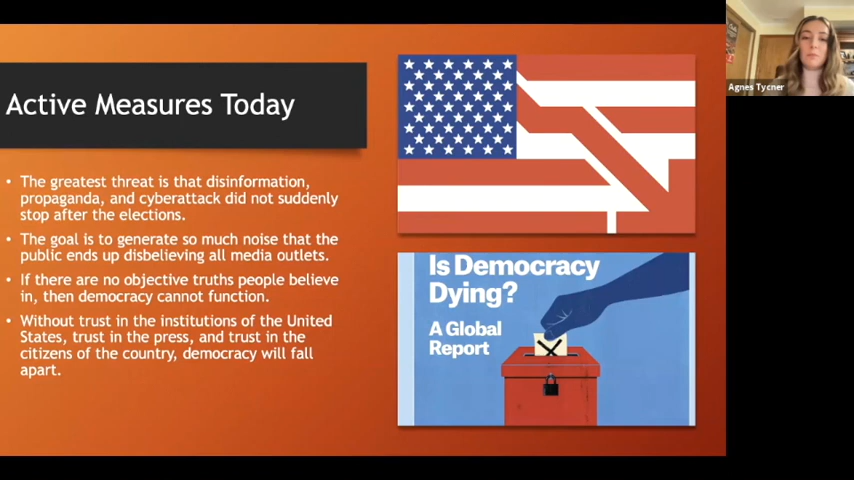 Active Measures Today
• The greatest threat is that disinformation,
propaganda, and cyberattack did not suddenly
stop after the elections.
• The goal is to generate so much noise that the
public ends up disbelieving all media outlets.
• If there are no objective truths people believe
in, then democracy cannot function.
• Without trust in the institutions of the United
States, trust in the press, and trust in the
citizens of the country, democracy will fall
apart.
Is Democracy
Dying?
A Global
Report
Agnes Tycner